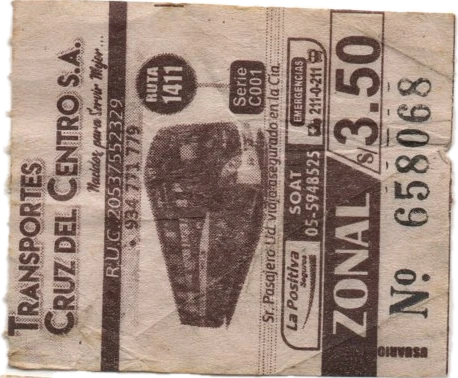 TRANSPORTES
CRUZ DEL CENTRO S.A.
Nacidos para Servir Mejor...
R.U.C. 20537552329
• 934 771 779
RUTA
1411
Serie
C001
Sr. Pasajero Ud. viaja asegurado en la Cía.
La Positiva
Seguros
SOAT
05-5948525
EMERGENCIAS
211-0-211
ZONAL
S/ 3.50
Nº 658068
USUARIO